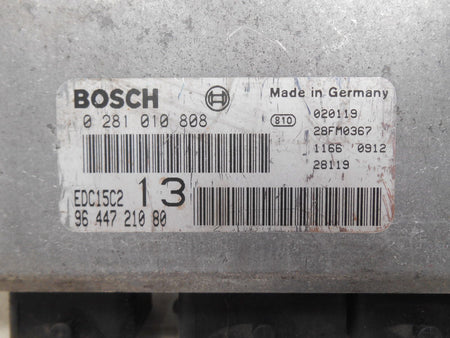 BOSCH
Made in Germany
0 281 010 808
810
020119
28FM0367
1166 0912
28119
EDC15C2 13
96 447 210 80